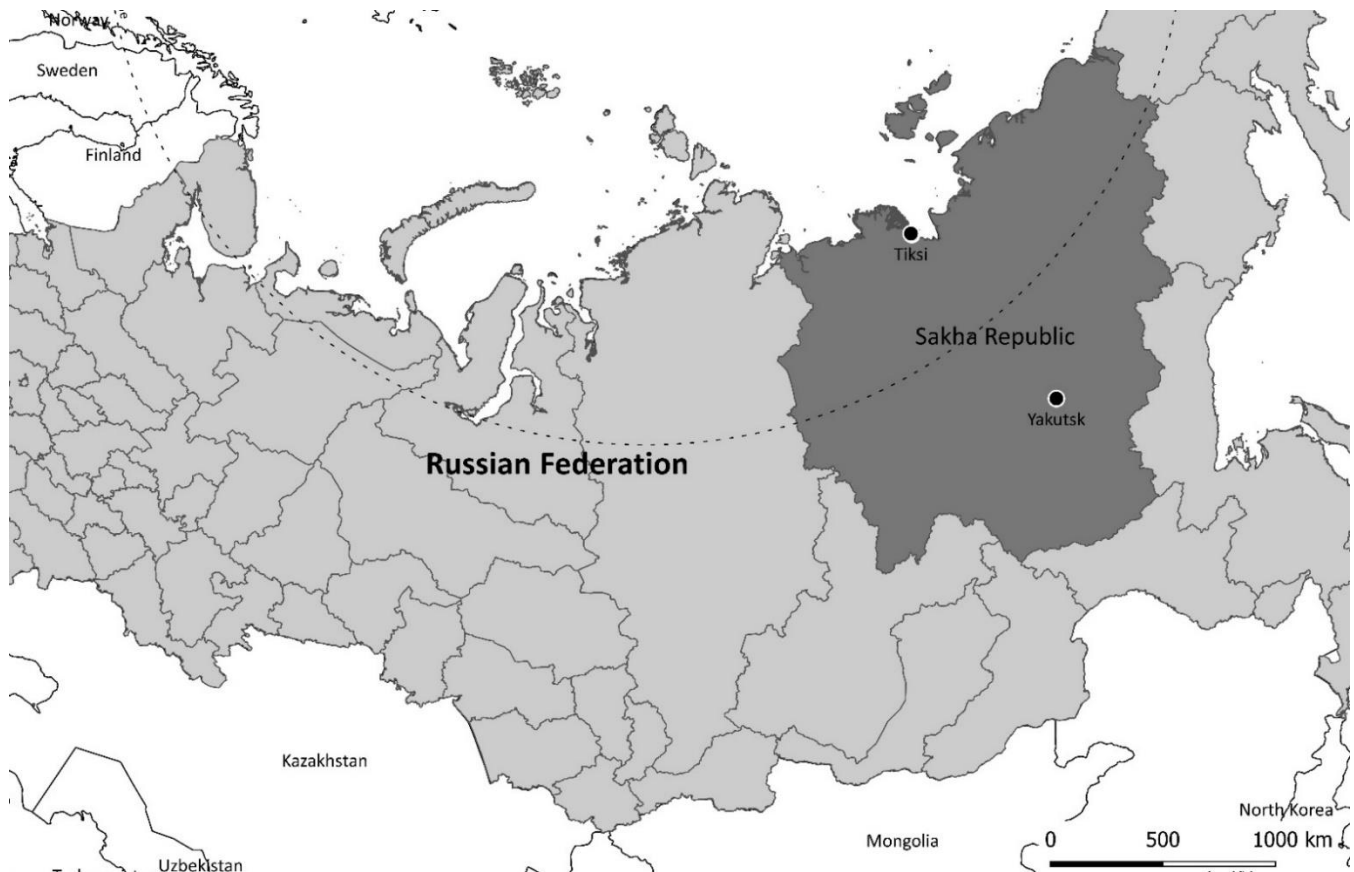 Norway
Sweden
Finland
Tiksi
Sakha Republic
Yakutsk
Russian Federation
Kazakhstan
North Korea
Mongolia
0 500 1000 km
Uzbekistan